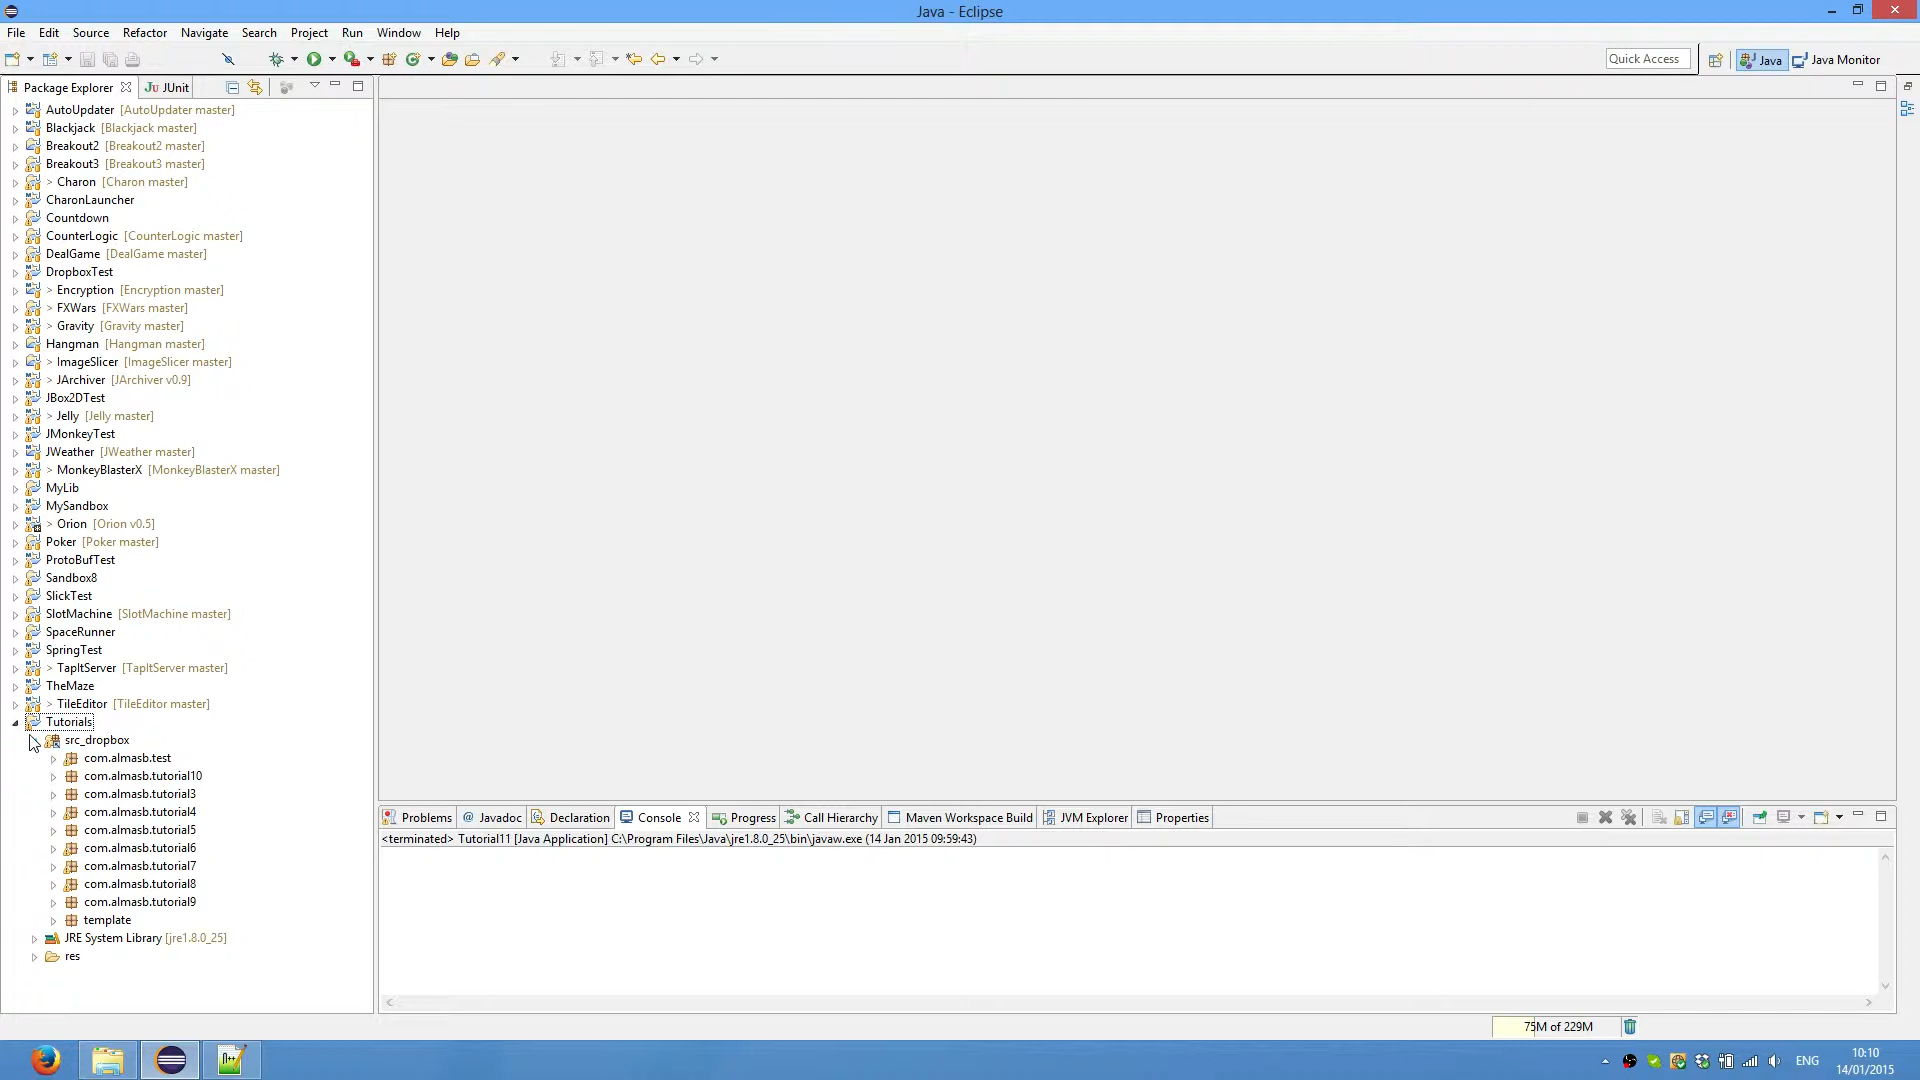 Java - Eclipse
File Edit Source Refactor Navigate Search Project Run Window Help
Quick Access Java Java Monitor
Package Explorer JUnit
AutoUpdater [AutoUpdater master]
Blackjack [Blackjack master]
Breakout2 [Breakout2 master]
Breakout3 [Breakout3 master]
> Charon [Charon master]
CharonLauncher
Countdown
CounterLogic [CounterLogic master]
DealGame [DealGame master]
DropboxTest
> Encryption [Encryption master]
> FXWars [FXWars master]
> Gravity [Gravity master]
Hangman [Hangman master]
> ImageSlicer [ImageSlicer master]
> JArchiver [JArchiver v0.9]
JBox2DTest
> Jelly [Jelly master]
JMonkeyTest
JWeather [JWeather master]
> MonkeyBlasterX [MonkeyBlasterX master]
MyLib
MySandbox
> Orion [Orion v0.5]
Poker [Poker master]
ProtoBufTest
Sandbox8
SlickTest
SlotMachine [SlotMachine master]
SpaceRunner
SpringTest
> TapItServer [TapItServer master]
TheMaze
> TileEditor [TileEditor master]
Tutorials
src_dropbox
com.almasb.test
com.almasb.tutorial10
com.almasb.tutorial3
com.almasb.tutorial4
com.almasb.tutorial5
com.almasb.tutorial6
com.almasb.tutorial7
com.almasb.tutorial8
com.almasb.tutorial9
template
JRE System Library [jre1.8.0_25]
res
Problems @ Javadoc Declaration Console Progress Call Hierarchy Maven Workspace Build JVM Explorer Properties
<terminated> Tutorial11 [Java Application] C:\Program Files\Java\jre1.8.0_25\bin\javaw.exe (14 Jan 2015 09:59:43)
75M of 229M
ENG
10:10
14/01/2015